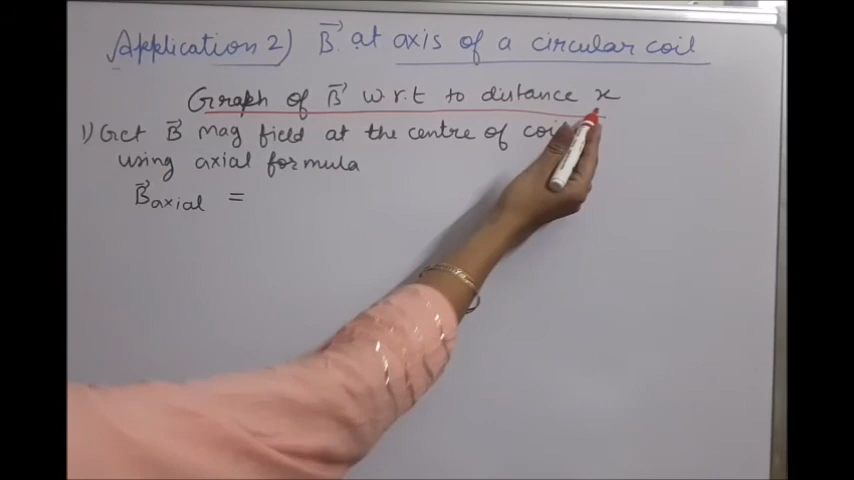 Application 2) B⃗ at axis of a circular coil
Graph of B⃗ w r.t to distance x
1) Get B⃗ mag field at the centre of coil
using axial formula
B⃗axial =